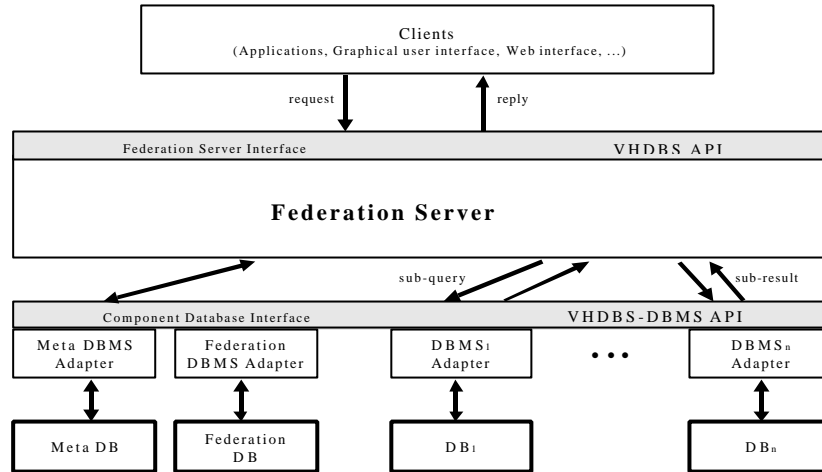 Clients
(Applications, Graphical user interface, Web interface, ...)
request
reply
Federation Server Interface
VHDBS API
Federation Server
sub-query
sub-result
Component Database Interface
VHDBS-DBMS API
Meta DBMS
Adapter
Federation
DBMS Adapter
DBMS1
Adapter
• • •
DBMSn
Adapter
Meta DB
Federation
DB
DB1
DBn